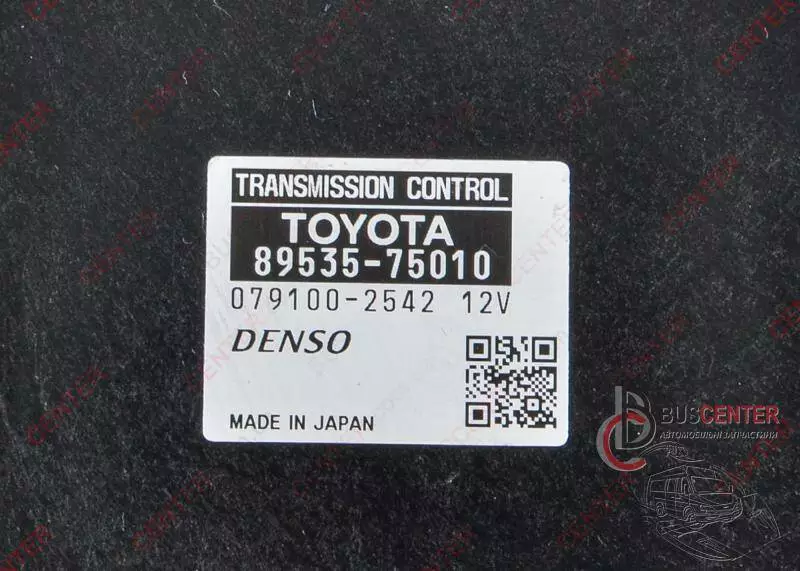 TRANSMISSION CONTROL
TOYOTA
89535-75010
079100-2542 12V
DENSO
MADE IN JAPAN
BUSCENTER
АВТОМОБІЛЬНІ ЗАПЧАСТИНИ